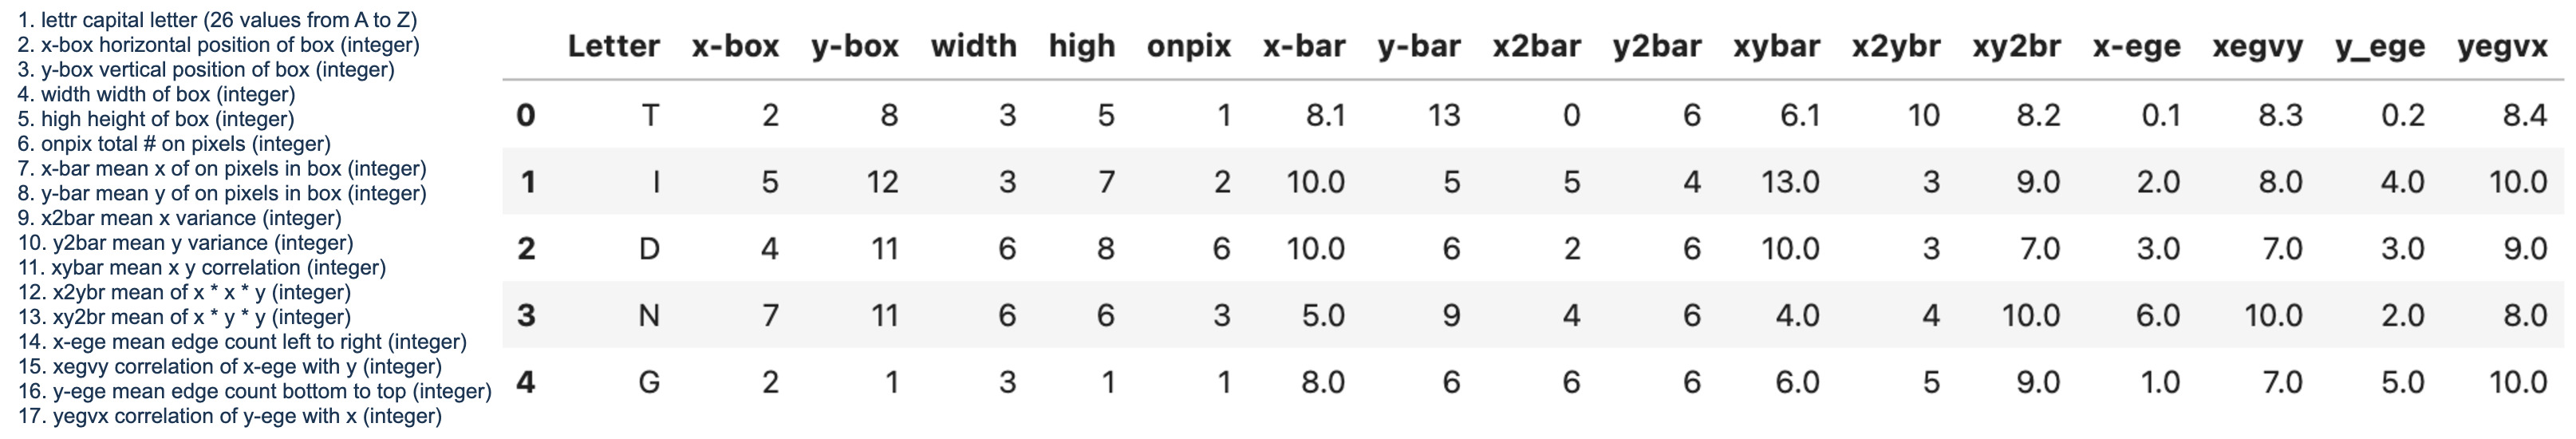 1. lettr capital letter (26 values from A to Z)
2. x-box horizontal position of box (integer)
3. y-box vertical position of box (integer)
4. width width of box (integer)
5. high height of box (integer)
6. onpix total # on pixels (integer)
7. x-bar mean x of on pixels in box (integer)
8. y-bar mean y of on pixels in box (integer)
9. x2bar mean x variance (integer)
10. y2bar mean y variance (integer)
11. xybar mean x y correlation (integer)
12. x2ybr mean of x * x * y (integer)
13. xy2br mean of x * y * y (integer)
14. x-ege mean edge count left to right (integer)
15. xegvy correlation of x-ege with y (integer)
16. y-ege mean edge count bottom to top (integer)
17. yegvx correlation of y-ege with x (integer)
Letter x-box y-box width high onpix x-bar y-bar x2bar y2bar xybar x2ybr xy2br x-ege xegvy y_ege yegvx
0 T 2 8 3 5 1 8.1 13 0 6 6.1 10 8.2 0.1 8.3 0.2 8.4
1 I 5 12 3 7 2 10.0 5 5 4 13.0 3 9.0 2.0 8.0 4.0 10.0
2 D 4 11 6 8 6 10.0 6 2 6 10.0 3 7.0 3.0 7.0 3.0 9.0
3 N 7 11 6 6 3 5.0 9 4 6 4.0 4 10.0 6.0 10.0 2.0 8.0
4 G 2 1 3 1 1 8.0 6 6 6 6.0 5 9.0 1.0 7.0 5.0 10.0